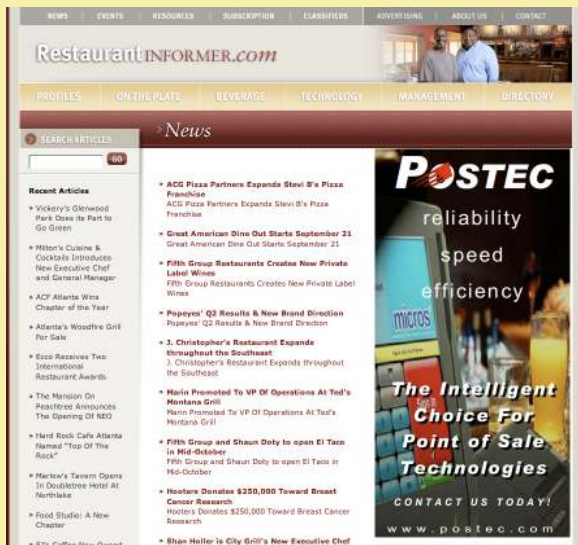 NEWS | EVENTS | RESOURCES | SUBSCRIPTION | CLASSIFIEDS | ADVERTISING | ABOUT US | CONTACT
RestaurantINFORMER.com
PROFILES ON THE PLATE BEVERAGE TECHNOLOGY MANAGEMENT DIRECTORY
News
SEARCH ARTICLES
GO
Recent Articles
Vickery's Glenwood
Park Does its Part to
Go Green
Milton's Cuisine &
Cocktails Introduces
New Executive Chef
and General Manager
ACF Atlanta Wins
Chapter of the Year
Atlanta's Woodfire Grill
For Sale
Ecco Receives Two
International
Restaurant Awards
The Mansion On
Peachtree Announces
The Opening Of NEO
Hard Rock Cafe Atlanta
Named "Top Of The
Rock"
Marlow's Tavern Opens
In Doubletree Hotel At
Northlake
Food Studio: A New
Chapter
ACG Pizza Partners Expands Stevi B's Pizza
Franchise
ACG Pizza Partners Expands Stevi B's Pizza
Franchise
Great American Dine Out Starts September 21
Great American Dine Out Starts September 21
Fifth Group Restaurants Creates New Private
Label Wines
Fifth Group Restaurants Creates New Private Label
Wines
Popeyes' Q2 Results & New Brand Direction
Popeyes' Q2 Results & New Brand Direction
J. Christopher's Restaurant Expands
throughout the Southeast
J. Christopher's Restaurant Expands throughout
the Southeast
Marin Promoted To VP Of Operations At Ted's
Montana Grill
Marin Promoted To VP Of Operations At Ted's
Montana Grill
Fifth Group and Shaun Doty to open El Taco
in Mid-October
Fifth Group and Shaun Doty to open El Taco in
Mid-October
Hooters Donates $250,000 Toward Breast
Cancer Research
Hooters Donates $250,000 Toward Breast Cancer
Research
Shan Holler is City Grill's New Executive Chef
POSTEC
reliability
speed
efficiency
micros
The Intelligent
Choice For
Point of Sale
Technologies
CONTACT US TODAY!
www.postec.com